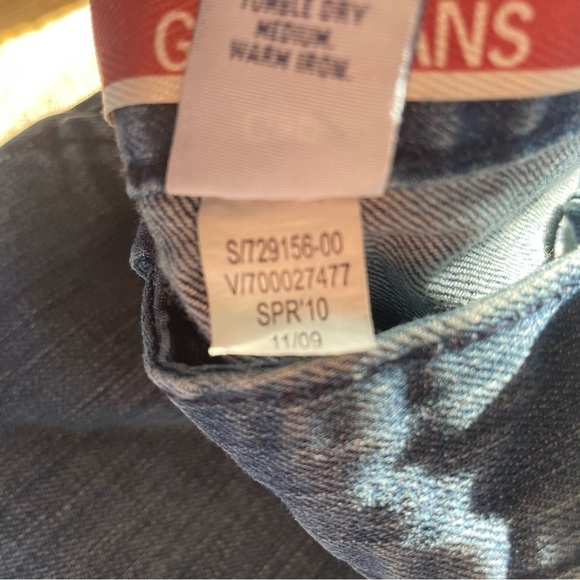 TUMBLE DRY
MEDIUM.
WARM IRON.
S/729156-00
V/700027477
SPR'10
11/09